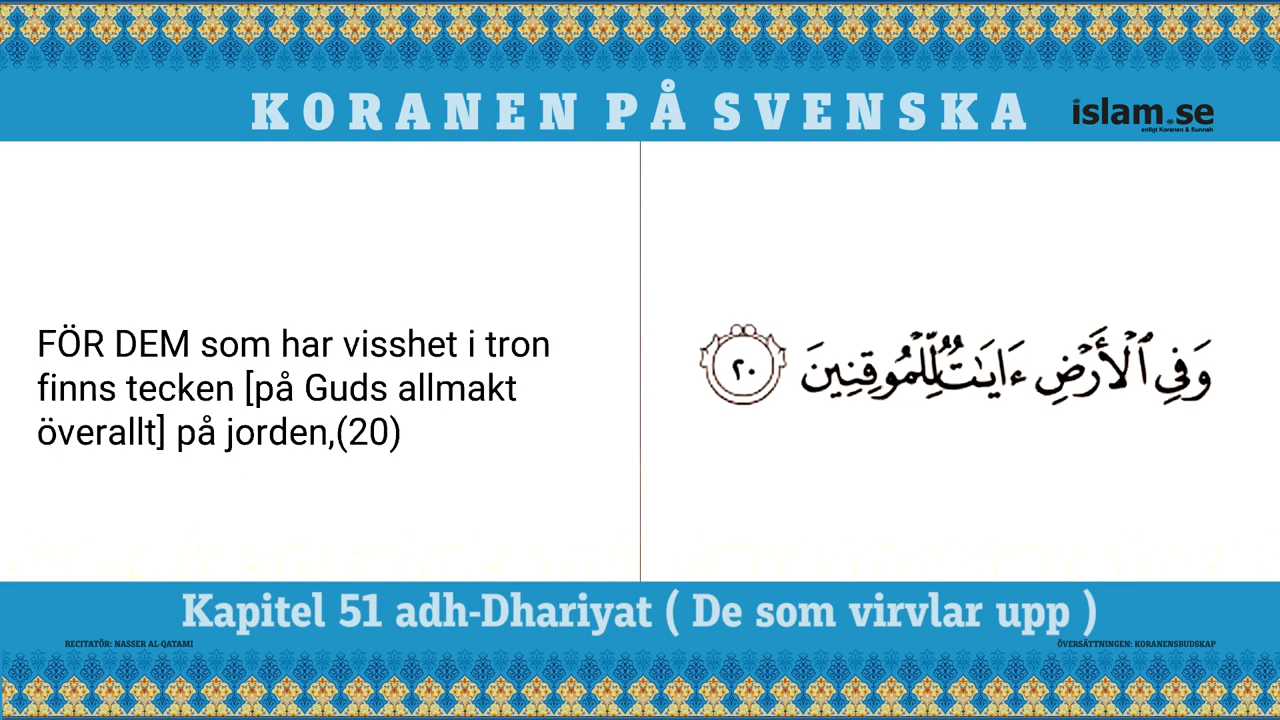 KORANEN PÅ SVENSKA
islam.se
enligt Koranen & Sunnah
FÖR DEM som har visshet i tron
finns tecken [på Guds allmakt
överallt] på jorden,(20)
وَفِي ٱلْأَرْضِ ءَايَٰتٌ لِّلْمُوقِنِينَ ٢٠
Kapitel 51 adh-Dhariyat ( De som virvlar upp )
RECITATÖR: NASSER AL-QATAMI
ÖVERSÄTTNINGEN: KORANENSBUDSKAP